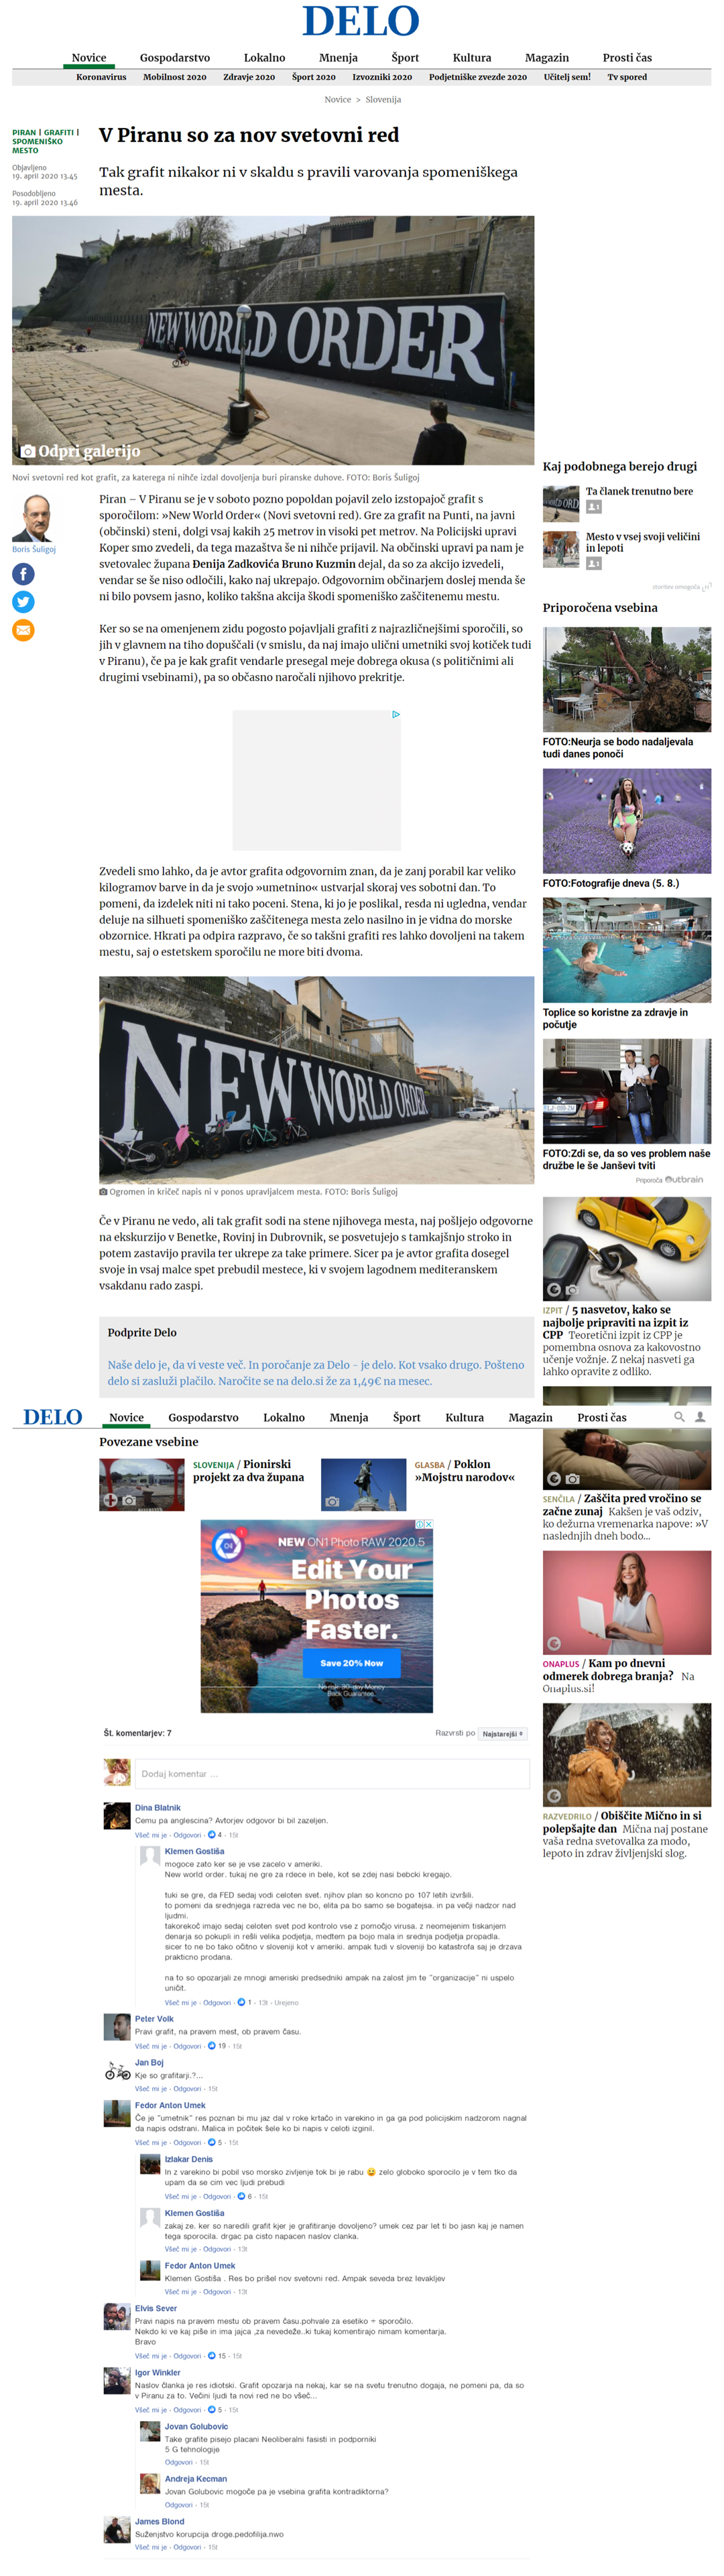 DELO
Novice Gospodarstvo Lokalno Mnenja Šport Kultura Magazin Prosti čas
Koronavirus Mobilnost 2020 Zdravje 2020 Šport 2020 Izvozniki 2020 Podjetniške zvezde 2020 Učitelj sem! Tv spored
Novice > Slovenija
PIRAN | GRAFITI |
SPOMENIŠKO
MESTO
Objavljeno
19. april 2020 13.45
Posodobljeno
19. april 2020 13.46
V Piranu so za nov svetovni red
Tak grafit nikakor ni v skaldu s pravili varovanja spomeniškega
mesta.
NEW WORLD ORDER
Odpri galerijo
Novi svetovni red kot grafit, za katerega ni nihče izdal dovoljenja buri piranske duhove. FOTO: Boris Šuligoj
Boris Šuligoj
Piran – V Piranu se je v soboto pozno popoldan pojavil zelo izstopajoč grafit s
sporočilom: »New World Order« (Novi svetovni red). Gre za grafit na Punti, na javni
(občinski) steni, dolgi vsaj kakih 25 metrov in visoki pet metrov. Na Policijski upravi
Koper smo zvedeli, da tega mazaštva še ni nihče prijavil. Na občinski upravi pa nam je
svetovalec župana Đenija Zadkovića Bruno Kuzmin dejal, da so za akcijo izvedeli,
vendar se še niso odločili, kako naj ukrepajo. Odgovornim občinarjem doslej menda še
ni bilo povsem jasno, koliko takšna akcija škodi spomeniško zaščitenemu mestu.
Ker so se na omenjenem zidu pogosto pojavljali grafiti z najrazličnejšimi sporočili, so
jih v glavnem na tiho dopuščali (v smislu, da naj imajo ulični umetniki svoj kotiček tudi
v Piranu), če pa je kak grafit vendarle presegal meje dobrega okusa (s političnimi ali
drugimi vsebinami), pa so občasno naročali njihovo prekritje.
Zvedeli smo lahko, da je avtor grafita odgovornim znan, da je zanj porabil kar veliko
kilogramov barve in da je svojo »umetnino« ustvarjal skoraj ves sobotni dan. To
pomeni, da izdelek niti ni tako poceni. Stena, ki jo je poslikal, resda ni ugledna, vendar
deluje na silhueti spomeniško zaščitenega mesta zelo nasilno in je vidna do morske
obzornice. Hkrati pa odpira razpravo, če so takšni grafiti res lahko dovoljeni na takem
mestu, saj o estetskem sporočilu ne more biti dvoma.
NEW WORLD ORDER
Ogromen in kričeč napis ni v ponos upravljalcem mesta. FOTO: Boris Šuligoj
Če v Piranu ne vedo, ali tak grafit sodi na stene njihovega mesta, naj pošljejo odgovorne
na ekskurzijo v Benetke, Rovinj in Dubrovnik, se posvetujejo s tamkajšnjo stroko in
potem zastavijo pravila ter ukrepe za take primere. Sicer pa je avtor grafita dosegel
svoje in vsaj malce spet prebudil mestece, ki v svojem lagodnem mediteranskem
vsakdanu rado zaspi.
Podprite Delo
Naše delo je, da vi veste več. In poročanje za Delo - je delo. Kot vsako drugo. Pošteno
delo si zasluži plačilo. Naročite se na delo.si že za 1,49€ na mesec.
Kaj podobnega berejo drugi
Ta članek trenutno bere
1
Mesto v vsej svoji veličini
in lepoti
1
storitev omogoča
Priporočena vsebina
FOTO:Neurja se bodo nadaljevala
tudi danes ponoči
FOTO:Fotografije dneva (5. 8.)
Toplice so koristne za zdravje in
počutje
FOTO:Zdi se, da so ves problem naše
družbe le še Janševi tviti
Priporoča Outbrain
IZPIT / 5 nasvetov, kako se
najbolje pripraviti na izpit iz
CPP Teoretični izpit iz CPP je
pomembna osnova za kakovostno
učenje vožnje. Z nekaj nasveti ga
lahko opravite z odliko.
DELO Novice Gospodarstvo Lokalno Mnenja Šport Kultura Magazin Prosti čas
Povezane vsebine
SLOVENIJA / Pionirski
projekt za dva župana
GLASBA / Poklon
»Mojstru narodov«
NEW ON1 Photo RAW 2020.5
Edit Your
Photos
Faster.
Save 20% Now
No risk 30-day Money
Back Guarantee
SENČILA / Zaščita pred vročino se
začne zunaj Kakšen je vaš odziv,
ko dežurna vremenarka napove: »V
naslednjih dneh bodo...
ONAPLUS / Kam po dnevni
odmerek dobrega branja? Na
Onaplus.si!
RAZVEDRILO / Obiščite Mično in si
polepšajte dan Mična naj postane
vaša redna svetovalka za modo,
lepoto in zdrav življenjski slog.
Št. komentarjev: 7
Razvrsti po Najstarejši
Dodaj komentar ...
Dina Blatnik
Cemu pa anglescina? Avtorjev odgovor bi bil zazeljen.
Všeč mi je · Odgovori · 4 · 15t
Klemen Gostiša
mogoce zato ker se je vse zacelo v ameriki.
New world order. tukaj ne gre za rdece in bele, kot se zdej nasi bebcki kregajo.
tuki se gre, da FED sedaj vodi celoten svet. njihov plan so koncno po 107 letih izvršili.
to pomeni da srednjega razreda vec ne bo, elita pa bo samo se bogatejsa. in pa večji nadzor nad
ljudmi.
takorekoč imajo sedaj celoten svet pod kontrolo vse z pomočjo virusa. z neomejenim tiskanjem
denarja so pokupli in rešli velika podjetja, medtem pa bojo mala in srednja podjetja propadla.
sicer to ne bo tako očitno v sloveniji kot v ameriki. ampak tudi v sloveniji bo katastrofa saj je drzava
prakticno prodana.
na to so opozarjali ze mnogi ameriski predsedniki ampak na zalost jim te "organizacije" ni uspelo
uničit.
Všeč mi je · Odgovori · 1 · 13t · Urejeno
Peter Volk
Pravi grafit, na pravem mest, ob pravem času.
Všeč mi je · Odgovori · 19 · 15t
Jan Boj
Kje so grafitarji.?...
Všeč mi je · Odgovori · 15t
Fedor Anton Umek
Če je "umetnik" res poznan bi mu jaz dal v roke krtačo in varekino in ga ga pod policijskim nadzorom nagnal
da napis odstrani. Malica in počitek šele ko bi napis v celoti izginil.
Všeč mi je · Odgovori · 5 · 15t
Izlakar Denis
In z varekino bi pobil vso morsko zivljenje tok bi je rabu 😉 zelo globoko sporocilo je v tem tko da
upam da se cim vec ljudi prebudi
Všeč mi je · Odgovori · 6 · 15t
Klemen Gostiša
zakaj ze. ker so naredili grafit kjer je grafitiranje dovoljeno? umek cez par let ti bo jasn kaj je namen
tega sporocila. drgac pa cisto napacen naslov clanka.
Všeč mi je · Odgovori · 13t
Fedor Anton Umek
Klemen Gostiša . Res bo prišel nov svetovni red. Ampak seveda brez levakljev
Všeč mi je · Odgovori · 13t
Elvis Sever
Pravi napis na pravem mestu ob pravem času.pohvale za esetiko + sporočilo.
Nekdo ki ve kaj piše in ima jajca ,za nevedeže..ki tukaj komentirajo nimam komentarja.
Bravo
Všeč mi je · Odgovori · 15 · 15t
Igor Winkler
Naslov članka je res idiotski. Grafit opozarja na nekaj, kar se na svetu trenutno dogaja, ne pomeni pa, da so
v Piranu za to. Večini ljudi ta novi red ne bo všeč...
Všeč mi je · Odgovori · 5 · 15t
Jovan Golubovic
Take grafite pisejo placani Neoliberalni fasisti in podporniki
5 G tehnologije
Odgovori · 15t
Andreja Kecman
Jovan Golubovic mogoče pa je vsebina grafita kontradiktorna?
Odgovori · 15t
James Blond
Suženjstvo korupcija droge.pedofilija.nwo
Všeč mi je · Odgovori · 15t